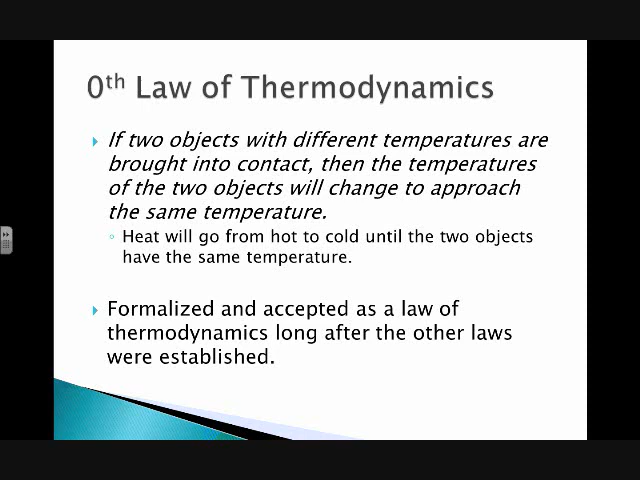 0th Law of Thermodynamics
If two objects with different temperatures are
brought into contact, then the temperatures
of the two objects will change to approach
the same temperature.
Heat will go from hot to cold until the two objects
have the same temperature.
Formalized and accepted as a law of
thermodynamics long after the other laws
were established.